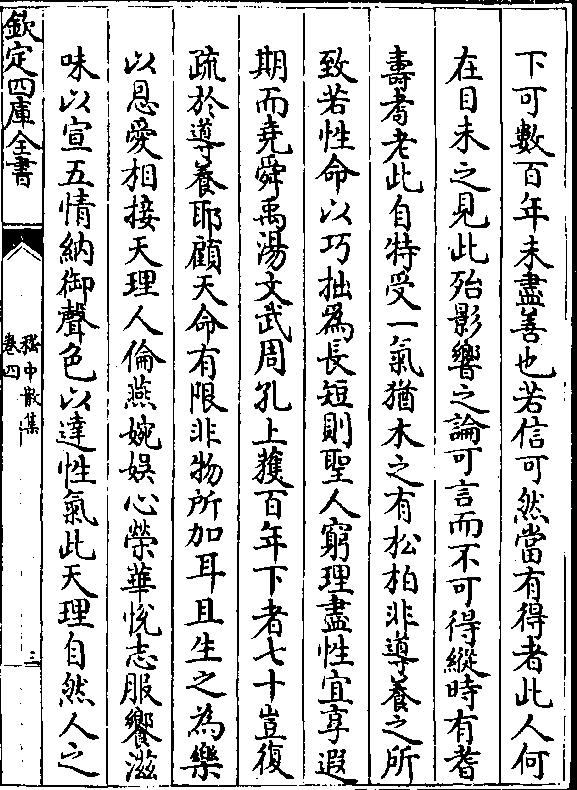 下可數百年未盡善也若信可然當有得者此人何
在目未之見此殆影響之論可言而不可得縱時有耆
壽耇老此自特受一氣猶木之有松柏非導養之所
致若性命以巧拙為長短則聖人窮理盡性宜享遐
期而堯舜禹湯文武周孔上獲百年下者七十豈復
疏於導養耶顧天命有限非物所加耳且生之為樂
以恩愛相接天理人倫燕婉娛心榮華悅志服饗滋
味以宣五情納御聲色以達性氣此天理自然人之
欽定四庫全書
嵇中散集
卷四
三